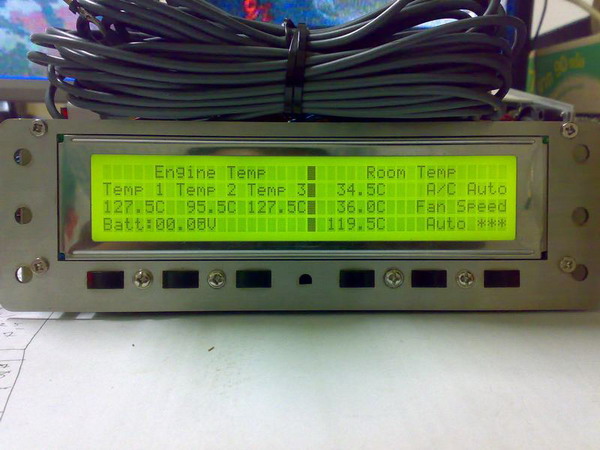 Engine Temp Room Temp
Temp 1 Temp 2 Temp 3 34.5C A/C Auto
127.5C 95.5C 127.5C 36.0C Fan Speed
Batt:00.08V 119.5C Auto ***